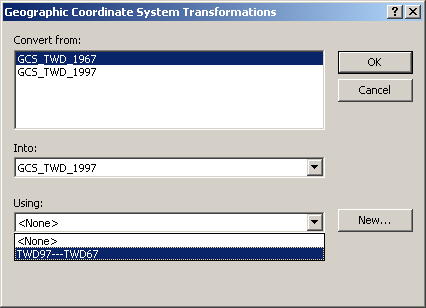 Geographic Coordinate System Transformations
Convert from:
GCS_TWD_1967
GCS_TWD_1997
OK
Cancel
Into:
GCS_TWD_1997
Using:
<None>
New...
<None>
TWD97---TWD67